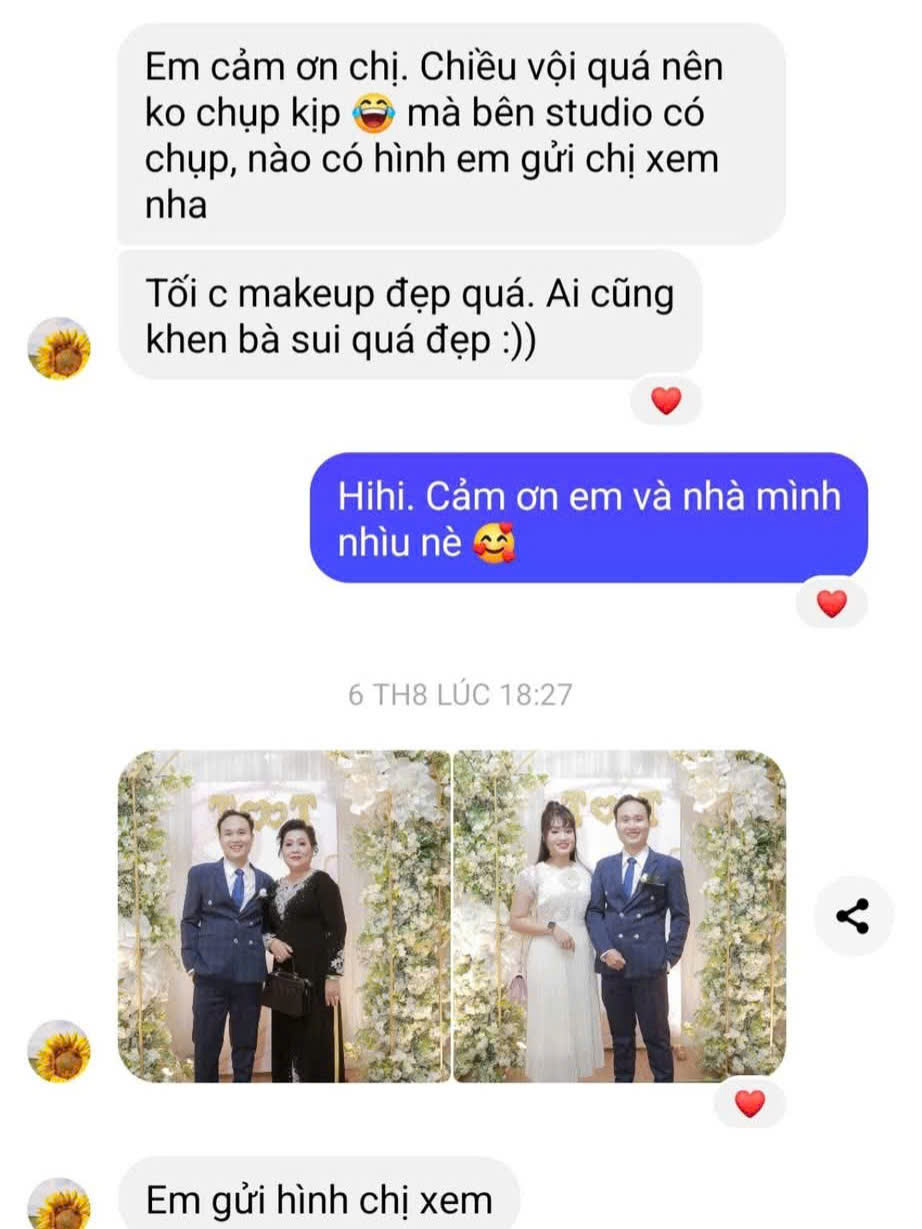 Em cảm ơn chị. Chiều vội quá nên
ko chụp kịp 😂 mà bên studio có
chụp, nào có hình em gửi chị xem
nha
Tối c makeup đẹp quá. Ai cũng
khen bà sui quá đẹp :))
Hihi. Cảm ơn em và nhà mình
nhìu nè 🥰
6 TH8 LÚC 18:27
Em gửi hình chị xem